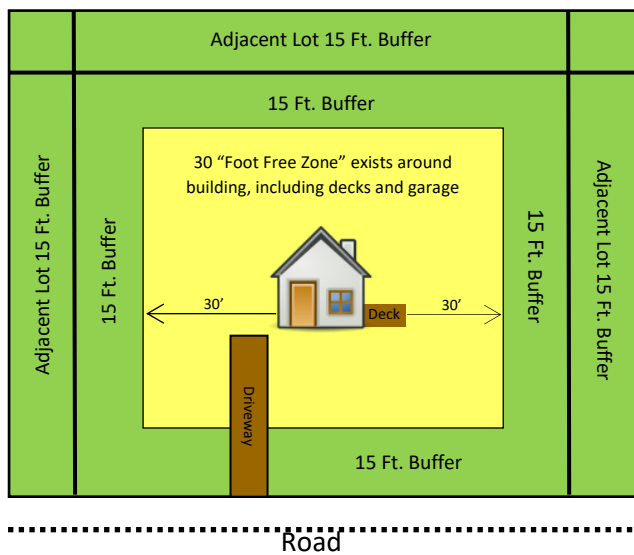 Adjacent Lot 15 Ft. Buffer
15 Ft. Buffer
30 “Foot Free Zone” exists around
building, including decks and garage
Adjacent Lot 15 Ft. Buffer
15 Ft. Buffer
15 Ft. Buffer
Adjacent Lot 15 Ft. Buffer
30’
Deck
30’
Driveway
15 Ft. Buffer
Road